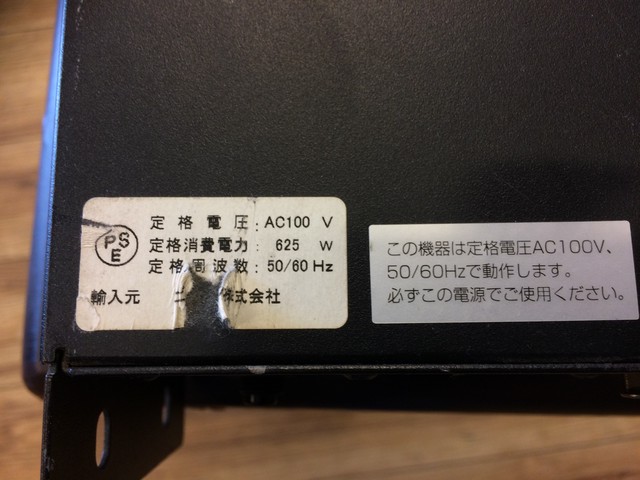 PSE
定格電圧: AC100 V
定格消費電力: 625 W
定格周波数: 50/60 Hz
輸入元 株式会社
この機器は定格電圧AC100V、
50/60Hzで動作します。
必ずこの電源でご使用ください。